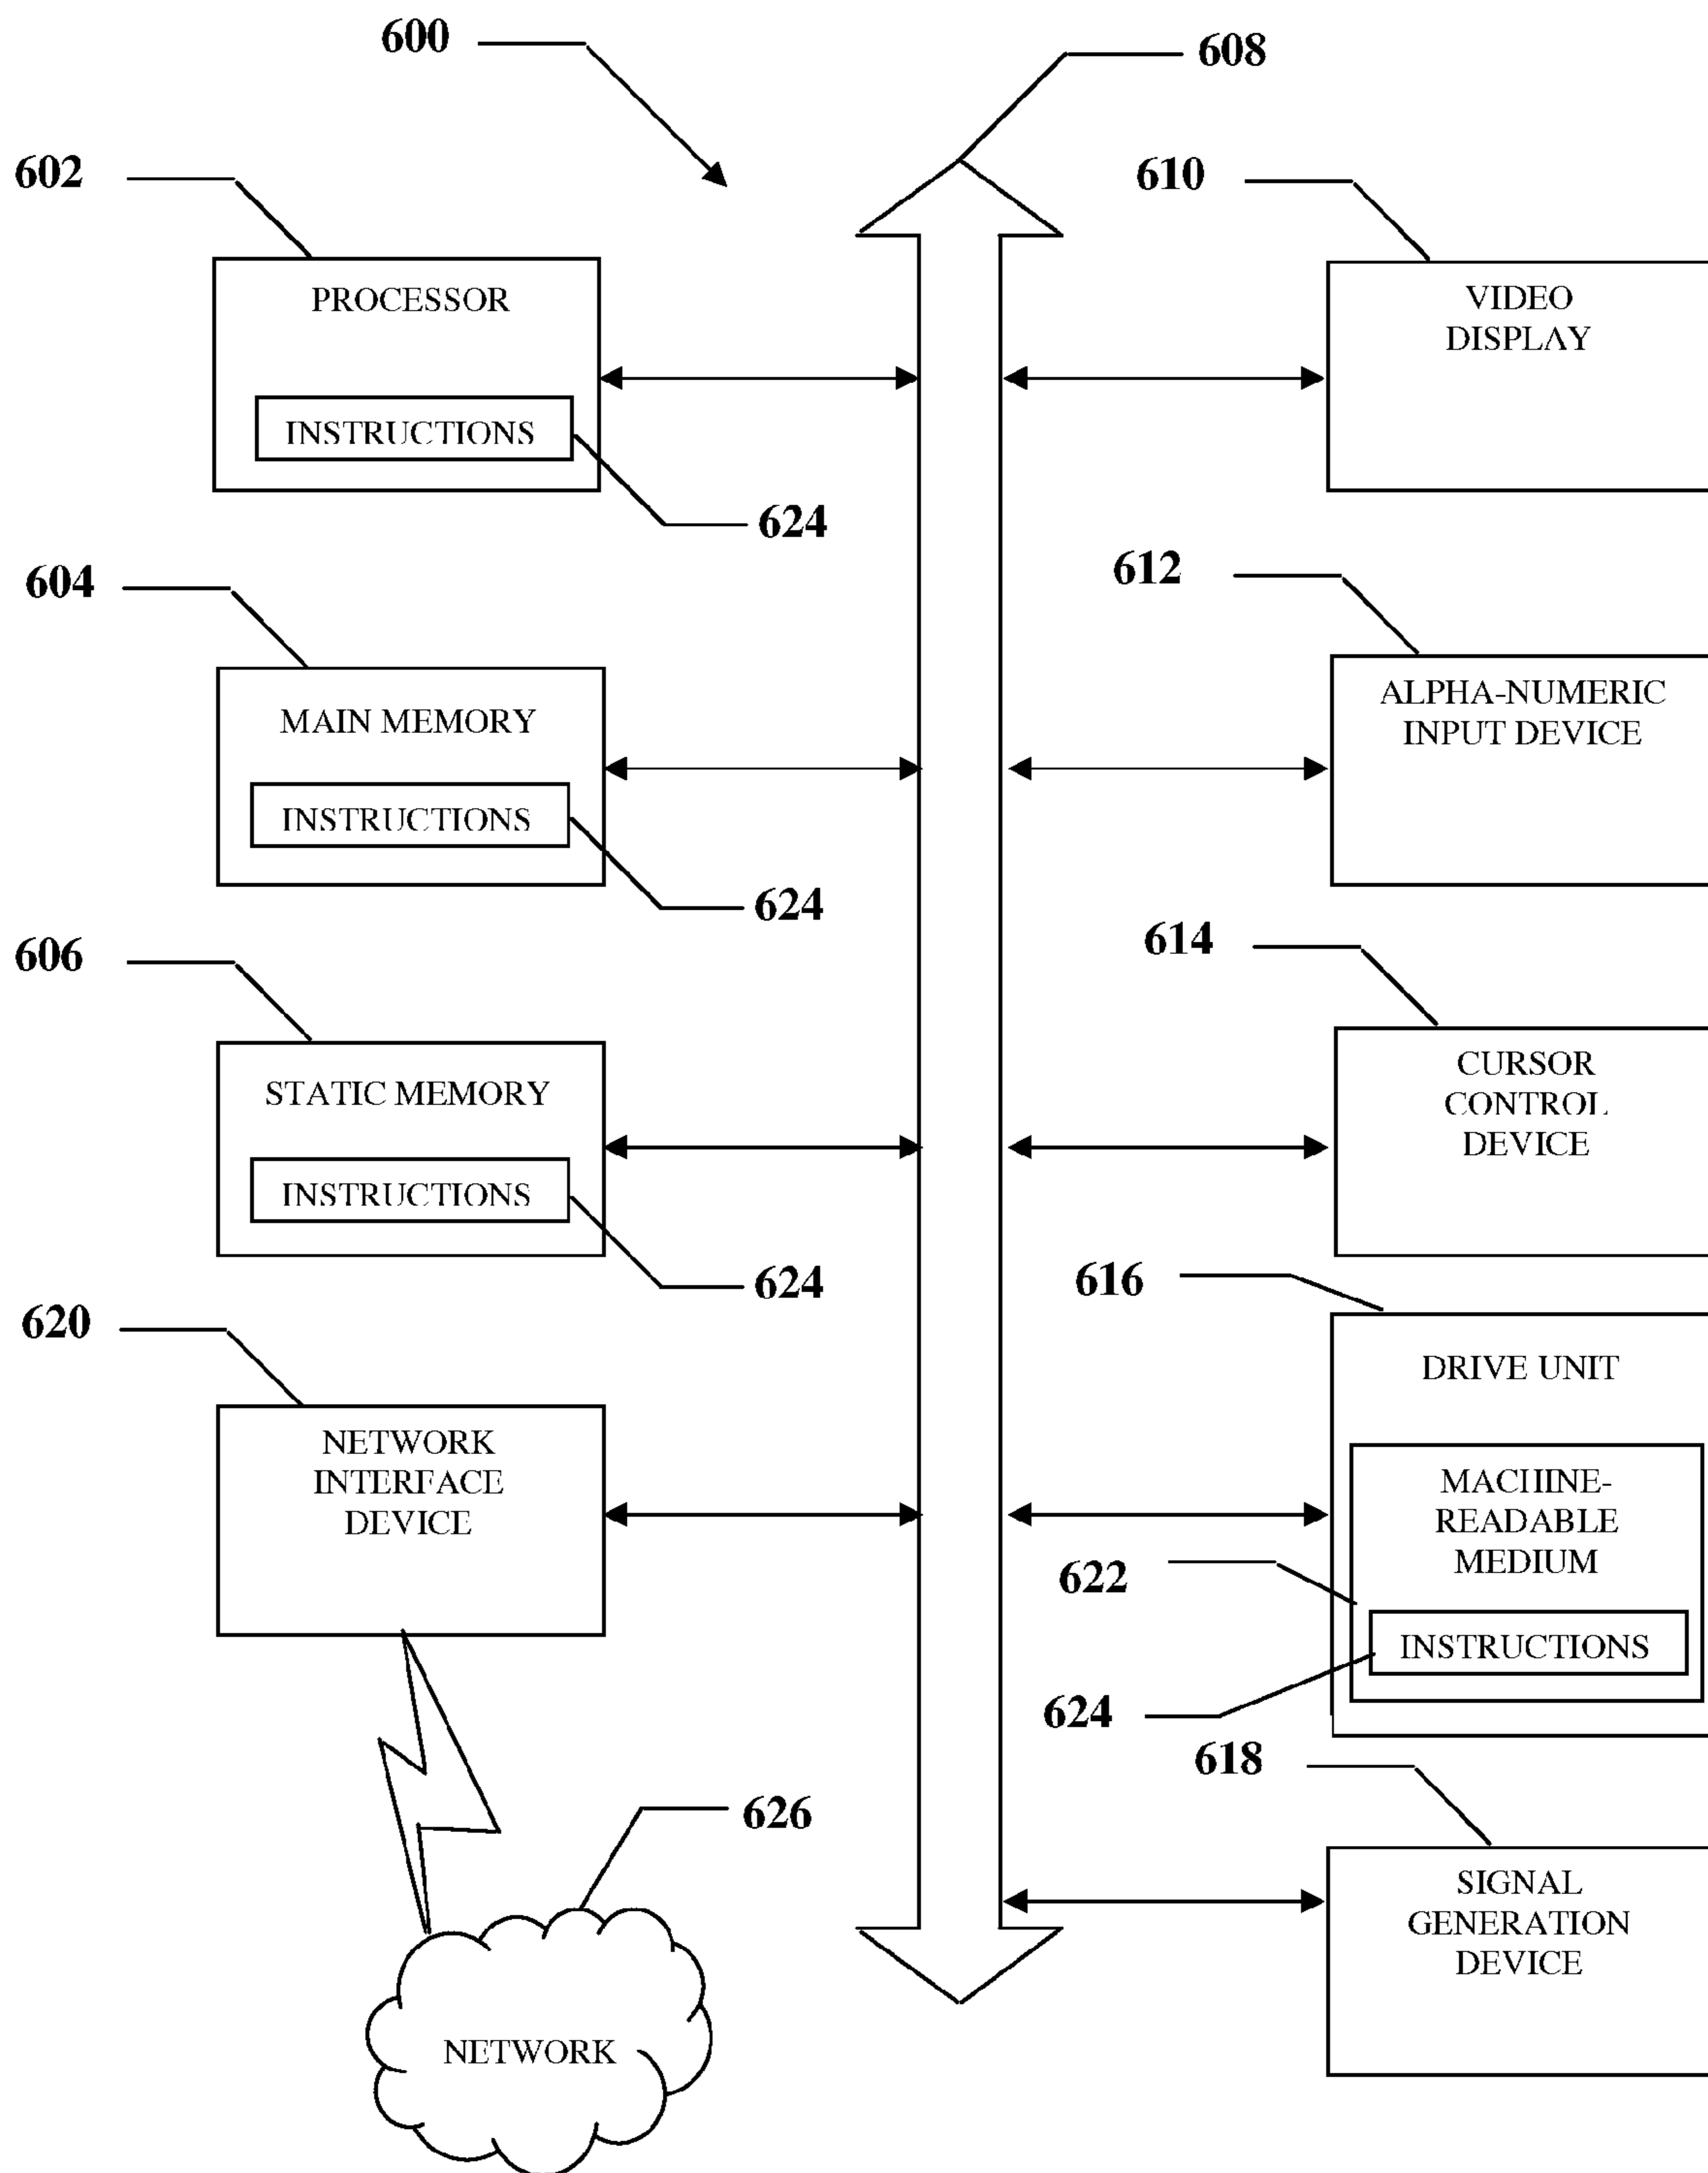 600
608
602
610
PROCESSOR
INSTRUCTIONS
624
VIDEO
DISPLAY
604
612
MAIN MEMORY
INSTRUCTIONS
624
ALPHA-NUMERIC
INPUT DEVICE
606
614
STATIC MEMORY
INSTRUCTIONS
624
CURSOR
CONTROL
DEVICE
620
616
NETWORK
INTERFACE
DEVICE
DRIVE UNIT
MACHINE-
READABLE
MEDIUM
622
INSTRUCTIONS
624
618
626
SIGNAL
GENERATION
DEVICE
NETWORK